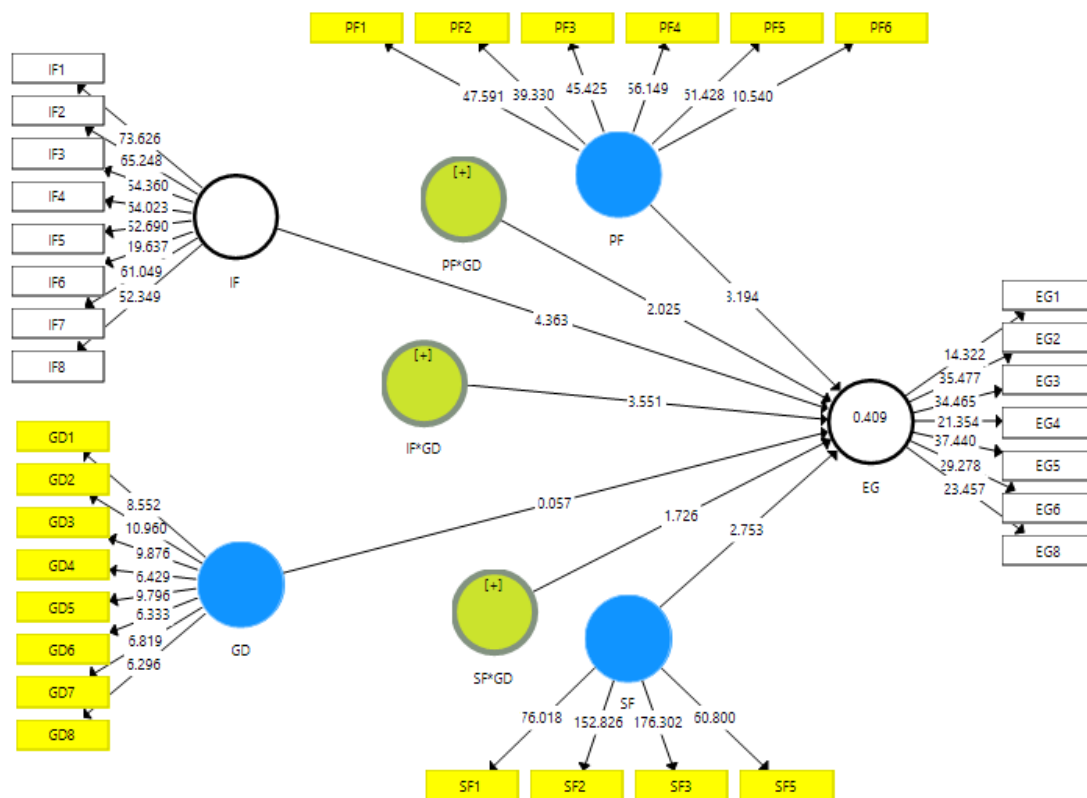 PF1 PF2 PF3 PF4 PF5 PF6
47.591 39.330 45.425 56.149 51.428 10.540
PF
IF1
IF2
IF3
IF4
IF5
IF6
IF7
IF8
73.626
65.248
54.360
54.023
52.690
19.637
61.049
52.349
IF
[+]
PF*GD
[+]
IF*GD
[+]
SF*GD
3.194
2.025
4.363
3.551
0.057
1.726
2.753
0.409
EG
14.322
35.477
34.465
21.354
37.440
29.278
23.457
EG1
EG2
EG3
EG4
EG5
EG6
EG8
GD1
GD2
GD3
GD4
GD5
GD6
GD7
GD8
8.552
10.960
9.876
6.429
9.796
6.333
6.819
6.296
GD
SF
76.018 152.826 176.302 60.800
SF1 SF2 SF3 SF5